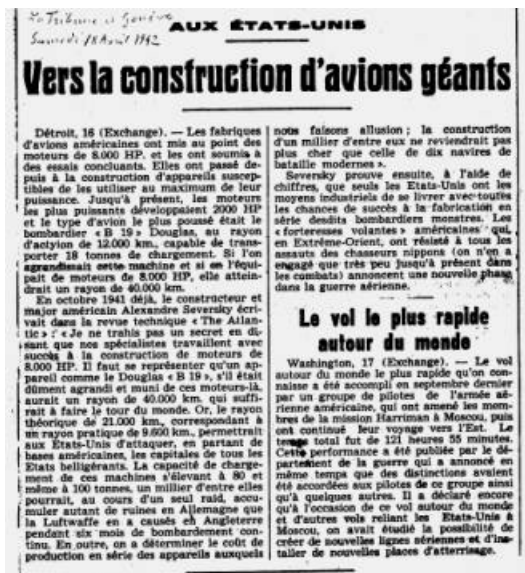 La Tribune de Genève
Samedi 18 Avril 1942
AUX ÉTATS-UNIS
Vers la construction d'avions géants
Détroit, 16 (Exchange). — Les fabriques
d'avions américaines ont mis au point des
moteurs de 8.000 HP. et les ont soumis à
des essais concluants. Elles ont passé de-
puis à la construction d'appareils suscep-
tibles de les utiliser au maximum de leur
puissance. Jusqu'à présent, les moteurs
les plus puissants développaient 2000 HP
et le type d'avion le plus poussé était le
bombardier « B 19 » Douglas, au rayon
d'actyion de 12.000 km., capable de trans-
porter 18 tonnes de chargement. Si l'on
agrandissait cette machine et si on l'équi-
pait de moteurs de 8.000 HP, elle attein-
drait un rayon de 40.000 km.
En octobre 1941 déjà, le constructeur et
major américain Alexandre Seversky écri-
vait dans la revue technique « The Atlan-
tic » : « Je ne trahis pas un secret en di-
sant que nos spécialistes travaillent avec
succès à la construction de moteurs de
8.000 HP. Il faut se représenter qu'un ap-
pareil comme le Douglas « B 19 », s'il était
dûment agrandi et muni de ces moteurs-là,
aurait un rayon de 40.000 km. qui suffi-
rait à faire le tour du monde. Or, le rayon
théorique de 21.000 km., correspondant à
un rayon pratique de 9.600 km., permettrait
aux Etats-Unis d'attaquer, en partant de
bases américaines, les capitales de tous les
Etats belligérants. La capacité de charge-
ment de ces machines s'élevant à 80 et
même à 100 tonnes, un millier d'entre elles
pourrait, au cours d'un seul raid, accu-
muler autant de ruines en Allemagne que
la Luftwaffe en a causés en Angleterre
pendant six mois de bombardement con-
tinu. En outre, on a déterminé le coût de
production en série des appareils auxquels
nous faisons allusion ; la construction
d'un millier d'entre eux ne reviendrait pas
plus cher que celle de dix navires de
bataille modernes ».
Seversky prouve ensuite, à l'aide de
chiffres, que seuls les Etats-Unis ont les
moyens industriels de se livrer avec toutes
les chances de succès à la fabrication en
série desdits bombardiers monstres. Les
« forteresses volantes » américaines qui,
en Extrême-Orient, ont résisté à tous les
assauts des chasseurs nippons (on n'en a
engagé que très peu jusqu'à présent dans
les combats) annoncent une nouvelle phase
dans la guerre aérienne.
Le vol le plus rapide
autour du monde
Washington, 17 (Exchange). — Le vol
autour du monde le plus rapide qu'on con-
naisse a été accompli en septembre dernier
par un groupe de pilotes de l'armée aé-
rienne américaine, qui ont amené les mem-
bres de la mission Harriman à Moscou, puis
ont continué leur voyage vers l'Est. Le
temps total fut de 121 heures 55 minutes.
Cette performance a été publiée par le dé-
partement de la guerre qui a annoncé en
même temps que des distinctions avaient
été accordées aux pilotes de ce groupe ainsi
qu'à quelques autres. Il a déclaré encore
qu'à l'occasion de ce vol autour du monde
et d'autres vols reliant les Etats-Unis à
Moscou, on avait étudié la possibilité de
créer de nouvelles lignes aériennes et d'ins-
taller de nouvelles places d'atterrissage.